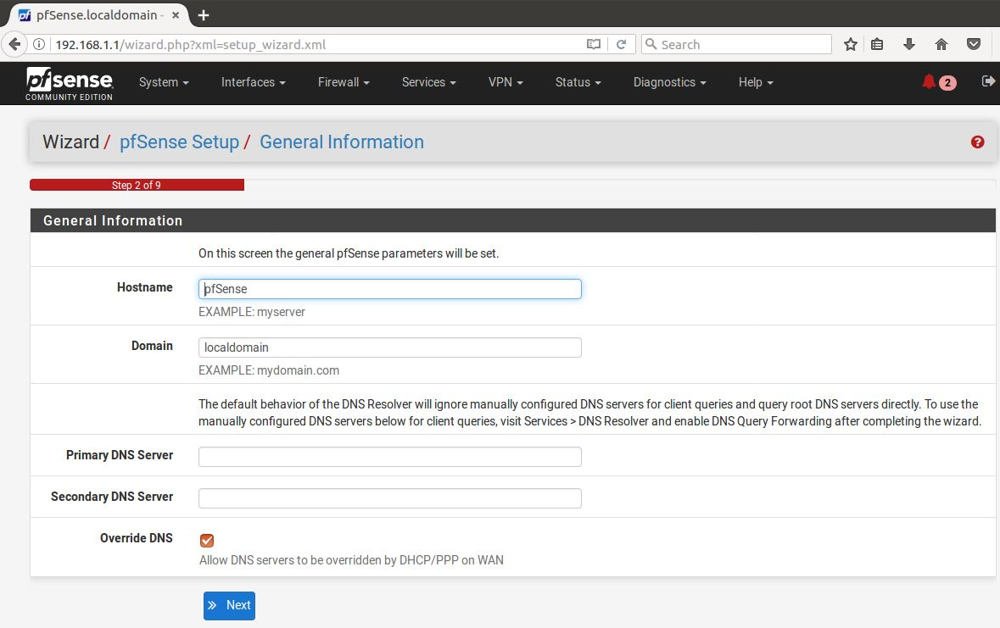 pfSense.localdomain -
192.168.1.1/wizard.php?xml=setup_wizard.xml
Search
pfsense
COMMUNITY EDITION
System
Interfaces
Firewall
Services
VPN
Status
Diagnostics
Help
2
Wizard / pfSense Setup / General Information
Step 2 of 9
General Information
On this screen the general pfSense parameters will be set.
Hostname
pfSense
EXAMPLE: myserver
Domain
localdomain
EXAMPLE: mydomain.com
The default behavior of the DNS Resolver will ignore manually configured DNS servers for client queries and query root DNS servers directly. To use the
manually configured DNS servers below for client queries, visit Services > DNS Resolver and enable DNS Query Forwarding after completing the wizard.
Primary DNS Server
Secondary DNS Server
Override DNS
Allow DNS servers to be overridden by DHCP/PPP on WAN
Next